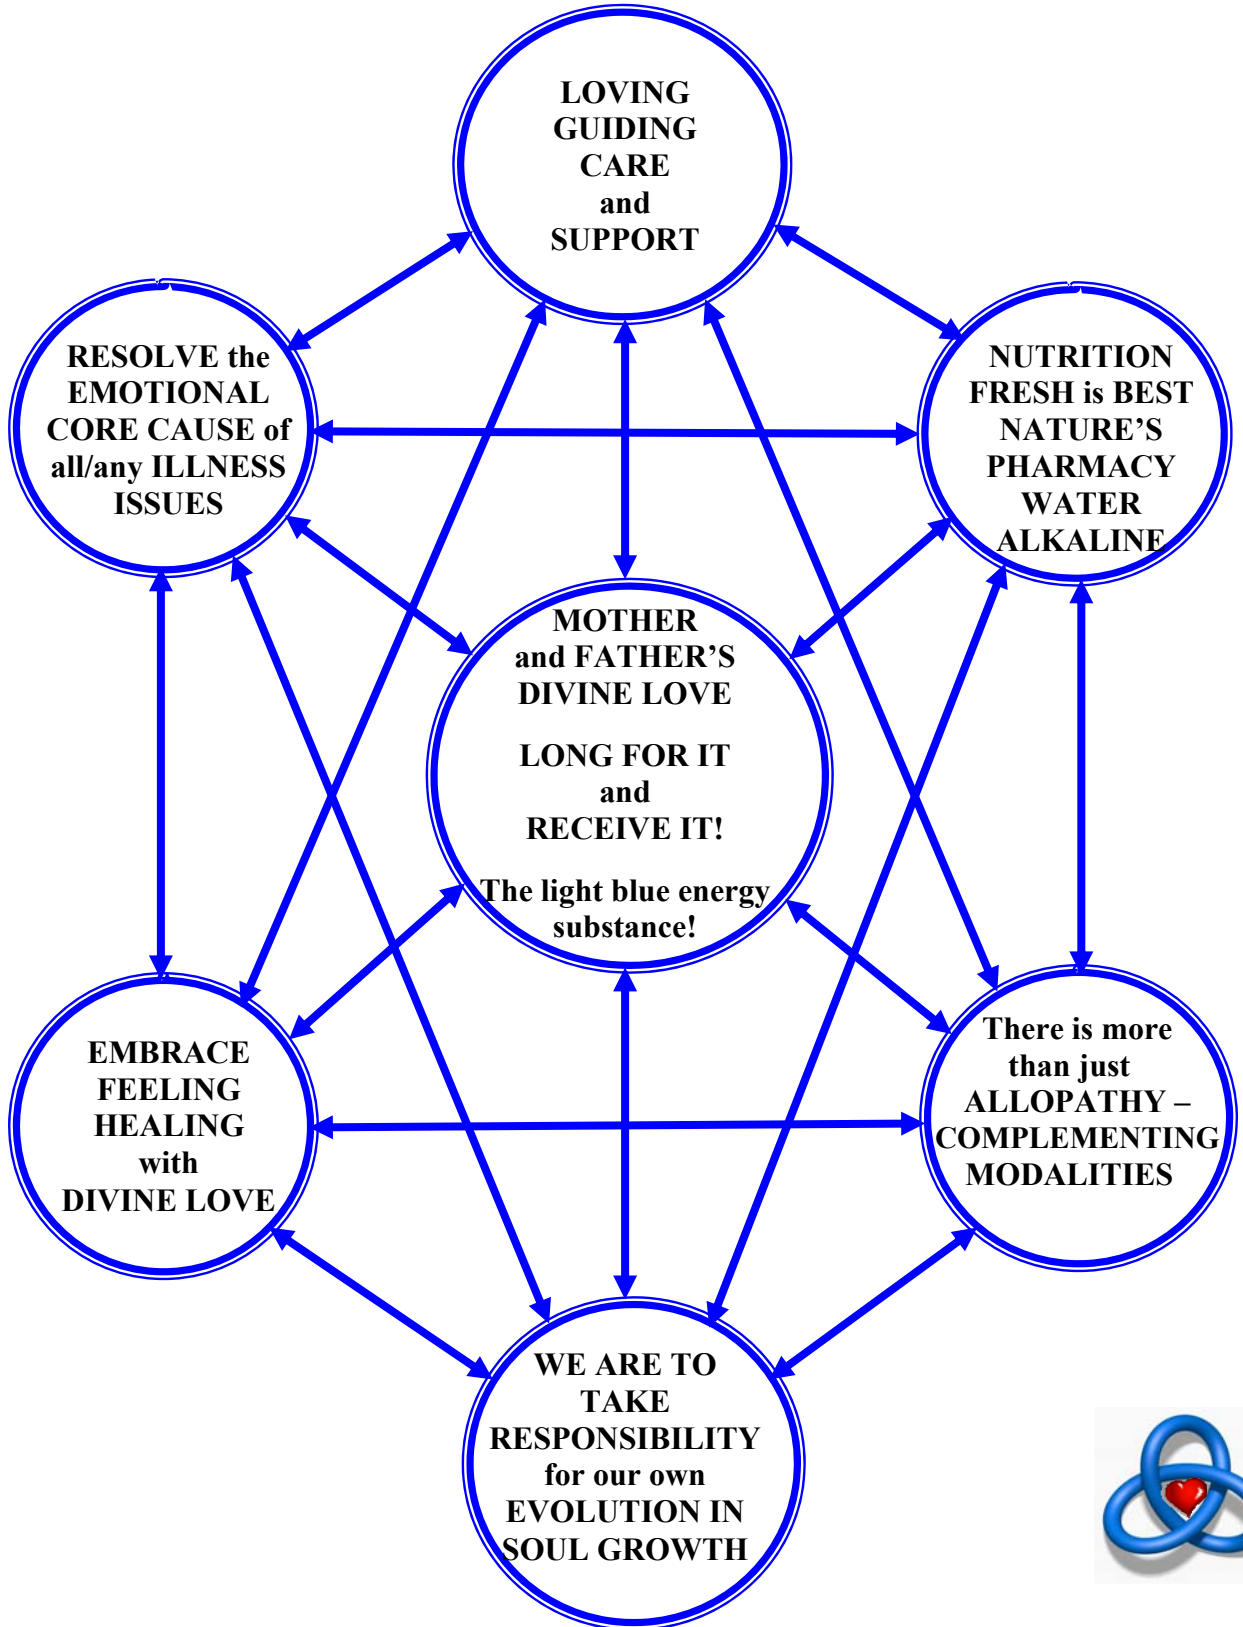 LOVING
GUIDING
CARE
and
SUPPORT
RESOLVE the
EMOTIONAL
CORE CAUSE of
all/any ILLNESS
ISSUES
NUTRITION
FRESH is BEST
NATURE’S
PHARMACY
WATER
ALKALINE
MOTHER
and FATHER’S
DIVINE LOVE
LONG FOR IT
and
RECEIVE IT!
The light blue energy
substance!
EMBRACE
FEELING
HEALING
with
DIVINE LOVE
There is more
than just
ALLOPATHY –
COMPLEMENTING
MODALITIES
WE ARE TO
TAKE
RESPONSIBILITY
for our own
EVOLUTION IN
SOUL GROWTH